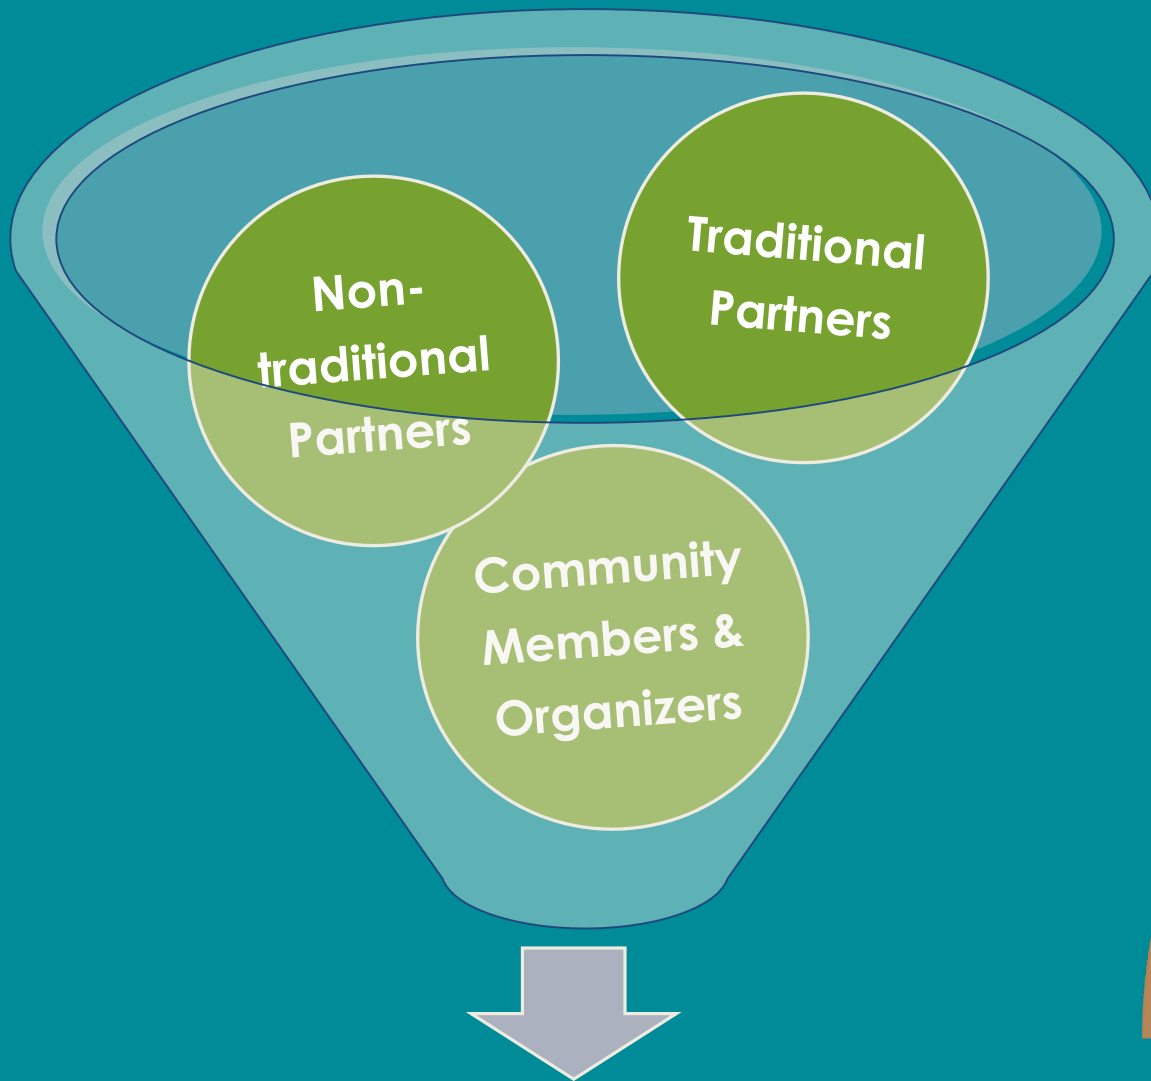 Non-
traditional
Partners
Traditional
Partners
Community
Members &
Organizers